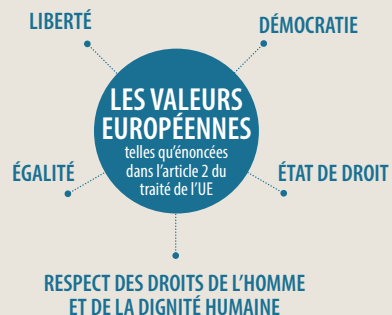 LIBERTÉ
DÉMOCRATIE
LES VALEURS
EUROPÉENNES
telles qu'énoncées
dans l'article 2 du
traité de l'UE
ÉGALITÉ
ÉTAT DE DROIT
RESPECT DES DROITS DE L'HOMME
ET DE LA DIGNITÉ HUMAINE